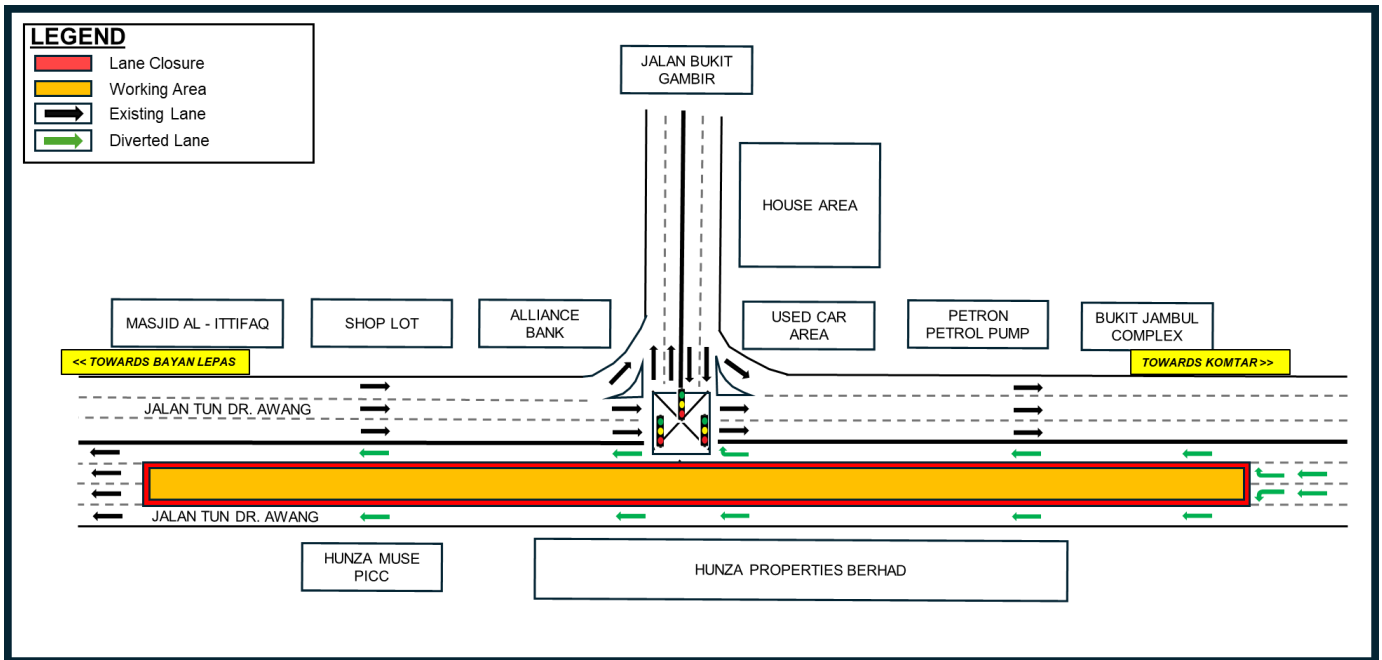 LEGEND
Lane Closure
Working Area
Existing Lane
Diverted Lane
JALAN BUKIT
GAMBIR
HOUSE AREA
MASJID AL - ITTIFAQ
SHOP LOT
ALLIANCE
BANK
USED CAR
AREA
PETRON
PETROL PUMP
BUKIT JAMBUL
COMPLEX
<< TOWARDS BAYAN LEPAS
TOWARDS KOMTAR >>
JALAN TUN DR. AWANG
JALAN TUN DR. AWANG
HUNZA MUSE
PICC
HUNZA PROPERTIES BERHAD